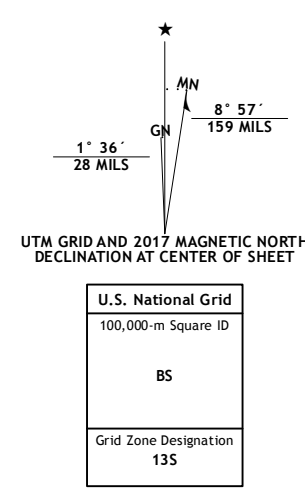 ★
MN
GN
8° 57´
159 MILS
1° 36´
28 MILS
UTM GRID AND 2017 MAGNETIC NORTH
DECLINATION AT CENTER OF SHEET
U.S. National Grid
100,000-m Square ID
BS
Grid Zone Designation
13S